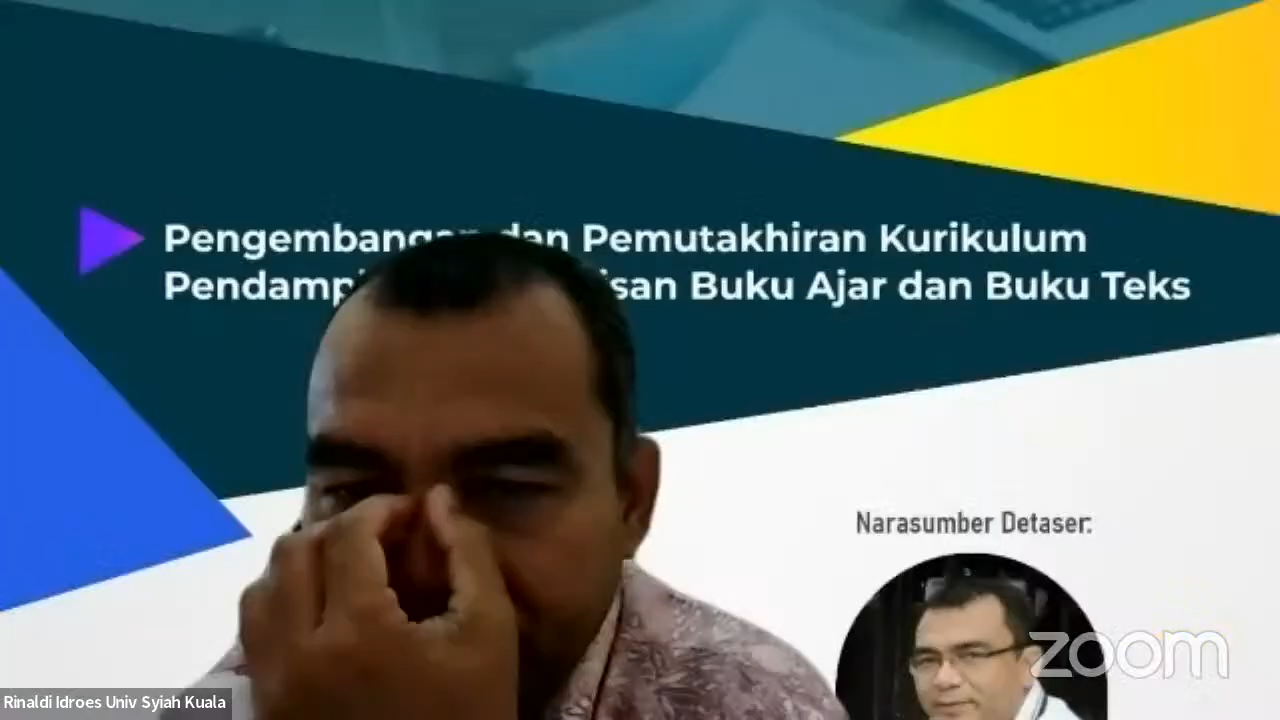 Pengembangan dan Pemutakhiran Kurikulum
Pendamp san Buku Ajar dan Buku Teks
Narasumber Detaser:
zoom
Rinaldi Idroes Univ Syiah Kuala